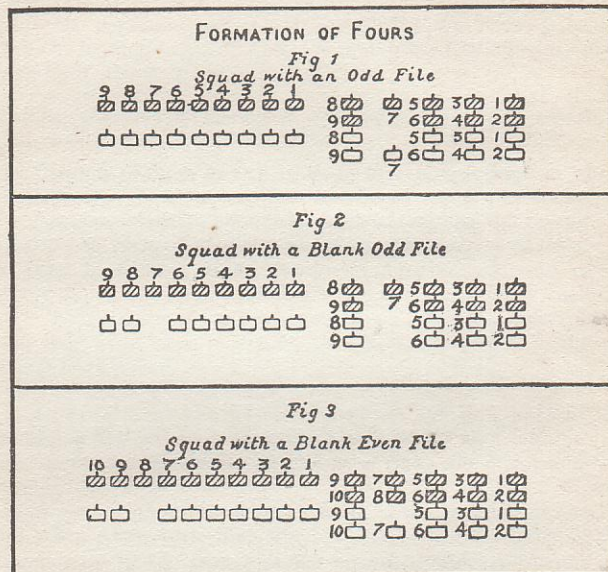 FORMATION OF FOURS
Fig 1
Squad with an Odd File
9 8 7 6 5 4 3 2 1
8 5 3 1
9 7 6 4 2
8 5 3 1
9 6 4 2
7
Fig 2
Squad with a Blank Odd File
9 8 7 6 5 4 3 2 1
8 5 3 1
9 7 6 4 2
8 5 3 1
9 6 4 2
Fig 3
Squad with a Blank Even File
10 9 8 7 6 5 4 3 2 1
9 7 5 3 1
10 8 6 4 2
9 5 3 1
10 7 6 4 2